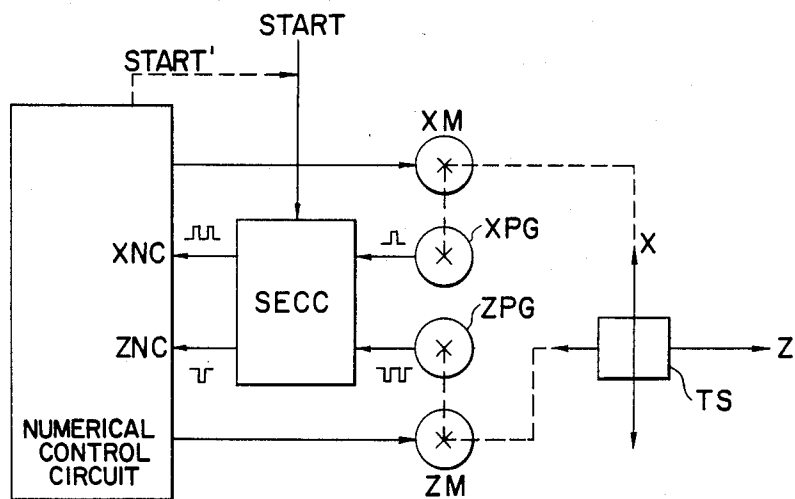 START
START'
XM
XNC
XPG
SECC
X
ZPG
ZNC
Z
TS
NUMERICAL
CONTROL
CIRCUIT
ZM